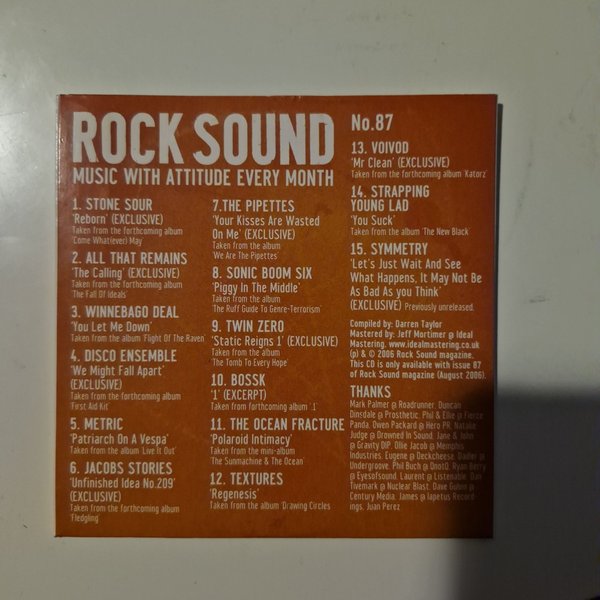 ROCK SOUND
MUSIC WITH ATTITUDE EVERY MONTH
1. STONE SOUR
'Reborn' (EXCLUSIVE)
Taken from the forthcoming album
'Come What(ever) May
2. ALL THAT REMAINS
'The Calling' (EXCLUSIVE)
Taken from the forthcoming album
'The Fall Of Ideals'
3. WINNEBAGO DEAL
'You Let Me Down'
Taken from the album 'Flight Of The Raven'
4. DISCO ENSEMBLE
'We Might Fall Apart'
(EXCLUSIVE)
Taken from the forthcoming album
'First Aid Kit'
5. METRIC
'Patriarch On A Vespa'
Taken from the album 'Live It Out'
6. JACOBS STORIES
'Unfinished Idea No.209'
(EXCLUSIVE)
Taken from the forthcoming album
'Fledgling'
7.THE PIPETTES
'Your Kisses Are Wasted
On Me' (EXCLUSIVE)
Taken from the album
'We Are The Pipettes'
8. SONIC BOOM SIX
'Piggy In The Middle'
Taken from the album
'The Ruff Guide To Genre-Terrorism'
9. TWIN ZERO
'Static Reigns 1' (EXCLUSIVE)
Taken from the album
'The Tomb To Every Hope'
10. BOSSK
'1' (EXCERPT)
Taken from forthcoming album '.1'
11. THE OCEAN FRACTURE
'Polaroid Intimacy'
Taken from the mini-album
'The Sunmachine & The Ocean'
12. TEXTURES
'Regenesis'
Taken from the album 'Drawing Circles
No.87
13. VOIVOD
'Mr Clean' (EXCLUSIVE)
Taken from the forthcoming album 'Katorz'
14. STRAPPING
YOUNG LAD
'You Suck'
Taken from the album 'The New Black'
15. SYMMETRY
'Let's Just Wait And See
What Happens, It May Not Be
As Bad As you Think'
(EXCLUSIVE) Previously unreleased.
Compiled by: Darren Taylor
Mastered by: Jeff Mortimer @ Ideal
Mastering. www.idealmastering.co.uk
(p) & © 2006 Rock Sound magazine.
This CD is only available with issue 87
of Rock Sound magazine (August 2006).
THANKS
Mark Palmer @ Roadrunner, Duncan
Dinsdale @ Prosthetic, Phil & Ellie @ Fierce
Panda, Owen Packard @ Hero PR, Natalie
Judge @ Drowned In Sound, Jane & John
@ Gravity DIP, Ollie Jacob @ Memphis
Industries, Eugene @ Deckcheese, Dadler @
Undergroove, Phil Buch @ DnotQ, Ryan Berry
@ Eyesofsound, Laurent @ Listenable, Dan
Tivemark @ Nuclear Blast, Dave Guben @
Century Media, James @ Iapetus Record-
ings, Juan Perez